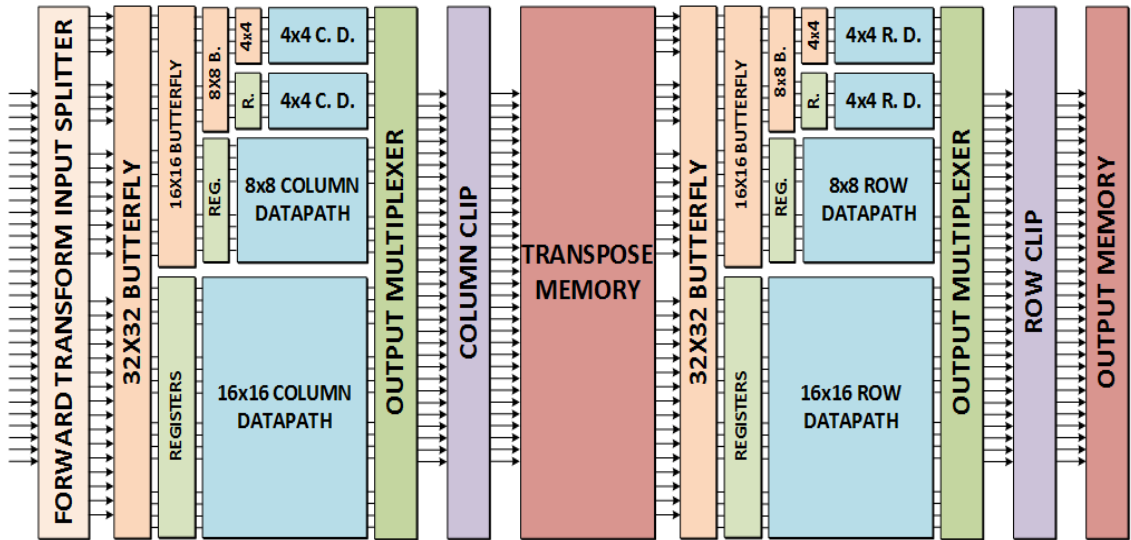 FORWARD TRANSFORM INPUT SPLITTER
32X32 BUTTERFLY
16X16 BUTTERFLY
8X8 B.
4x4
4x4 C. D.
R.
4x4 C. D.
REG.
8x8 COLUMN
DATAPATH
REGISTERS
16x16 COLUMN
DATAPATH
OUTPUT MULTIPLEXER
COLUMN CLIP
TRANSPOSE
MEMORY
32X32 BUTTERFLY
16X16 BUTTERFLY
8X8 B.
4x4
4x4 R. D.
R.
4x4 R. D.
REG.
8x8 ROW
DATAPATH
REGISTERS
16x16 ROW
DATAPATH
OUTPUT MULTIPLEXER
ROW CLIP
OUTPUT MEMORY